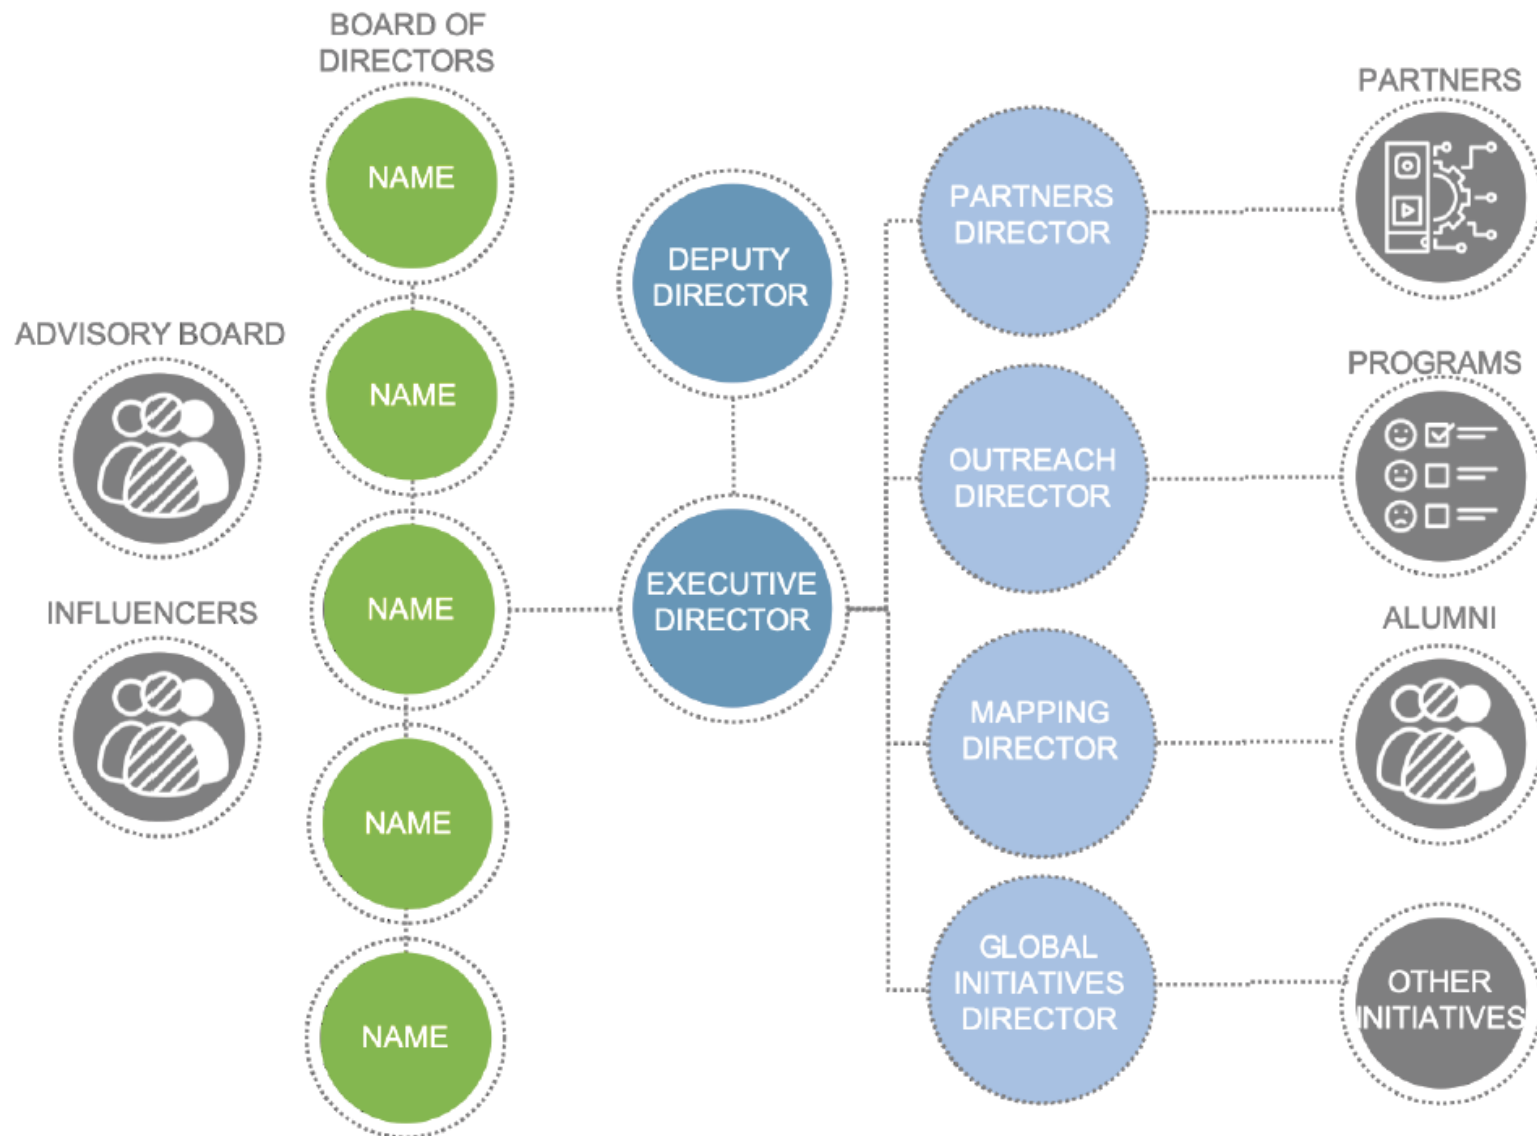 BOARD OF
DIRECTORS
NAME
NAME
NAME
NAME
NAME
ADVISORY BOARD
INFLUENCERS
DEPUTY
DIRECTOR
EXECUTIVE
DIRECTOR
PARTNERS
DIRECTOR
OUTREACH
DIRECTOR
MAPPING
DIRECTOR
GLOBAL
INITIATIVES
DIRECTOR
PARTNERS
PROGRAMS
ALUMNI
OTHER
INITIATIVES